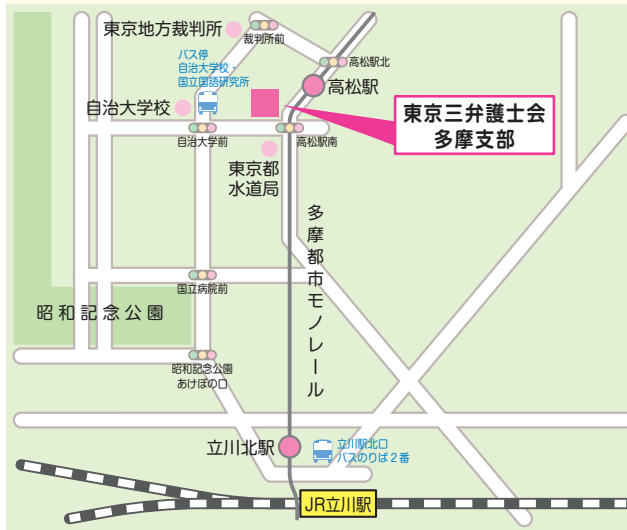 東京地方裁判所
裁判所前
バス停
自治大学校・
国立国語研究所
高松駅北
高松駅
自治大学校
東京三弁護士会
多摩支部
自治大学前
高松駅南
東京都
水道局
多摩都市モノレール
国立病院前
昭和記念公園
昭和記念公園
あけぼの口
立川北駅
立川駅北口
バスのりば2番
JR立川駅